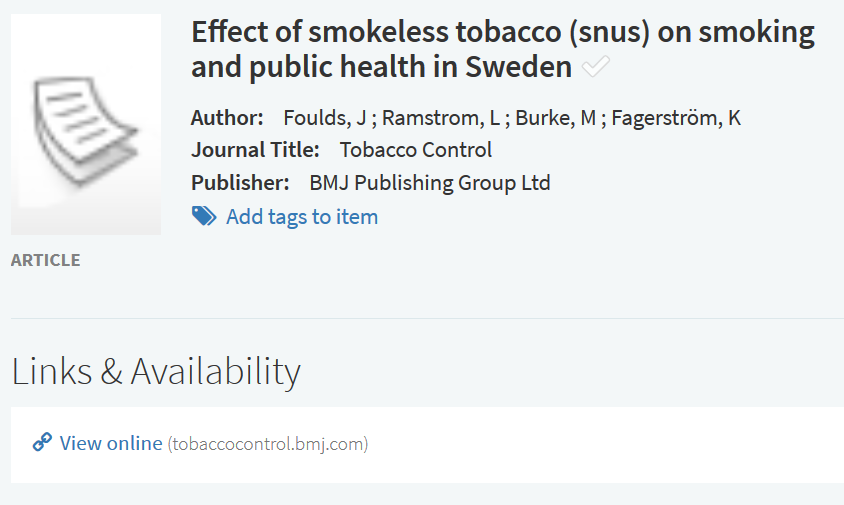 Effect of smokeless tobacco (snus) on smoking
and public health in Sweden
Author: Foulds, J ; Ramstrom, L ; Burke, M ; Fagerström, K
Journal Title: Tobacco Control
Publisher: BMJ Publishing Group Ltd
Add tags to item
ARTICLE
Links & Availability
View online (tobaccocontrol.bmj.com)